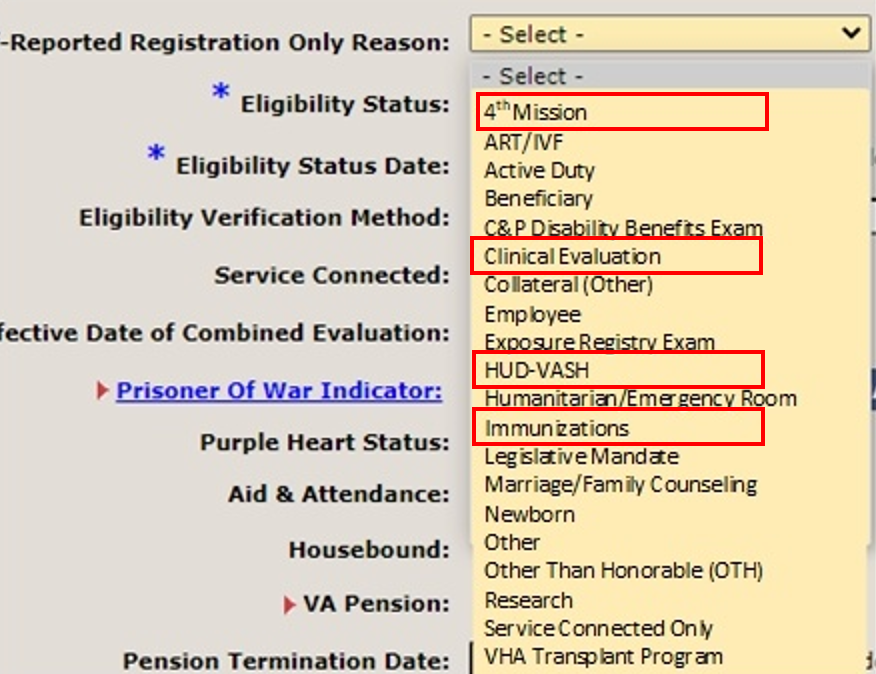 -Reported Registration Only Reason: - Select -
- Select -
* Eligibility Status: 4th Mission
ART/IVF
* Eligibility Status Date: Active Duty
Beneficiary
Eligibility Verification Method: C&P Disability Benefits Exam
Clinical Evaluation
Service Connected: Collateral (Other)
Employee
fective Date of Combined Evaluation: Exposure Registry Exam
HUD-VASH
Prisoner Of War Indicator: Humanitarian/Emergency Room
Immunizations
Purple Heart Status: Legislative Mandate
Marriage/Family Counseling
Aid & Attendance: Newborn
Other
Housebound: Other Than Honorable (OTH)
VA Pension: Research
Service Connected Only
Pension Termination Date: VHA Transplant Program